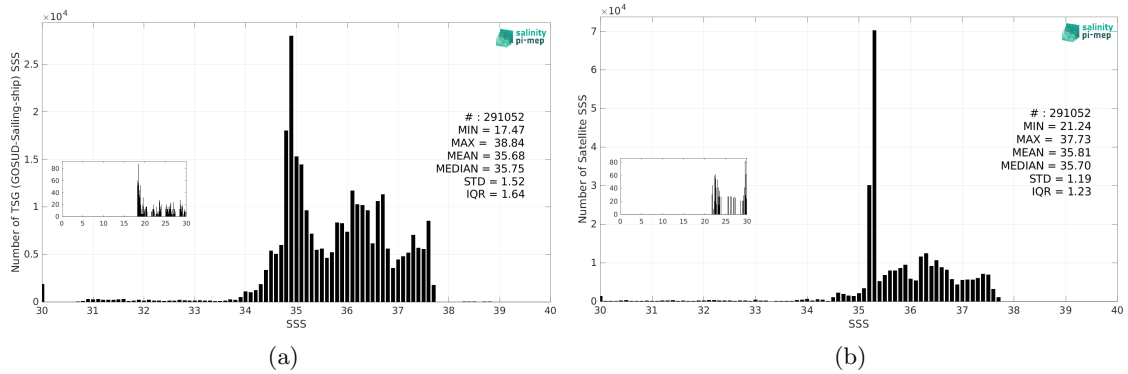 ×10⁴
salinity
pi-mep
Number of TSG (GOSUD-Sailing-ship) SSS
2.5
2
1.5
1
0.5
0
# : 291052
MIN = 17.47
MAX = 38.84
MEAN = 35.68
MEDIAN = 35.75
STD = 1.52
IQR = 1.64
80
60
40
20
0
0 5 10 15 20 25 30
30 31 32 33 34 35 36 37 38 39 40
SSS
(a)
×10⁴
salinity
pi-mep
Number of Satellite SSS
7
6
5
4
3
2
1
0
# : 291052
MIN = 21.24
MAX = 37.73
MEAN = 35.81
MEDIAN = 35.70
STD = 1.19
IQR = 1.23
80
60
40
20
0
0 5 10 15 20 25 30
30 31 32 33 34 35 36 37 38 39 40
SSS
(b)